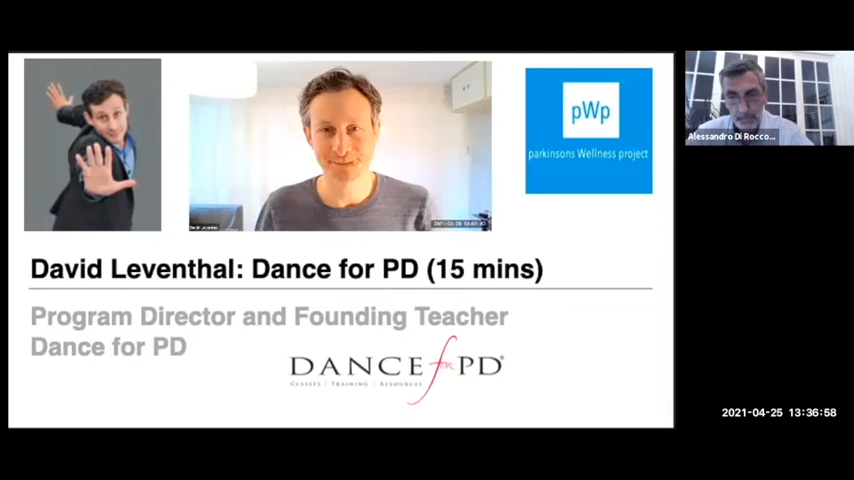 pWp
parkinsons Wellness project
Alessandro Di Rocco...
David Leventhal: Dance for PD (15 mins)
Program Director and Founding Teacher
Dance for PD
DANCE for PD®
CLASSES | TRAINING | RESOURCES
2021-04-25 13:36:58